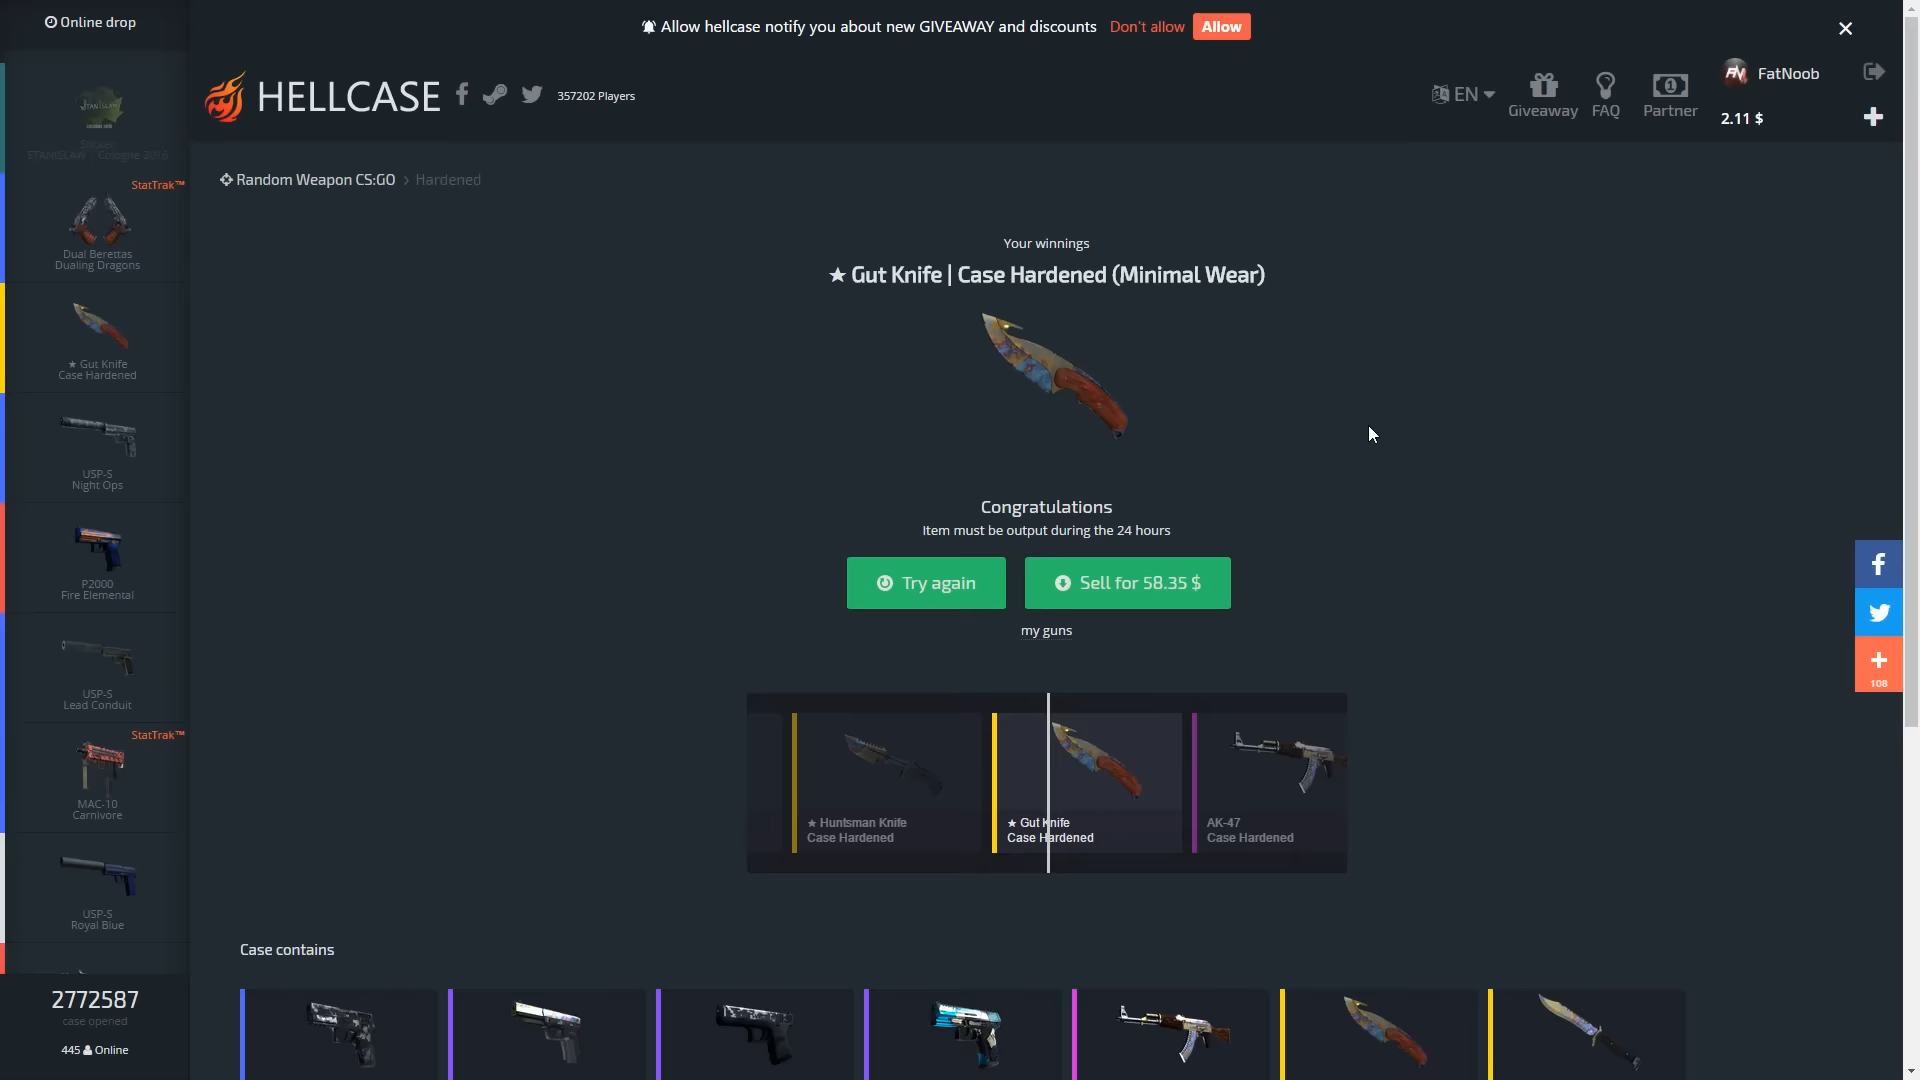 Online drop
Allow hellcase notify you about new GIVEAWAY and discounts Don't allow Allow
HELLCASE 357202 Players
EN Giveaway FAQ Partner
FatNoob
2.11 $
Random Weapon CS:GO > Hardened
Sticker
STANISLAW | Cologne 2016
StatTrak™
Dual Berettas
Dualing Dragons
★ Gut Knife
Case Hardened
USP-S
Night Ops
P2000
Fire Elemental
USP-S
Lead Conduit
StatTrak™
MAC-10
Carnivore
USP-S
Royal Blue
2772587
case opened
445 Online
Your winnings
★ Gut Knife | Case Hardened (Minimal Wear)
Congratulations
Item must be output during the 24 hours
Try again Sell for 58.35 $
my guns
★ Huntsman Knife
Case Hardened
★ Gut Knife
Case Hardened
AK-47
Case Hardened
Case contains
108